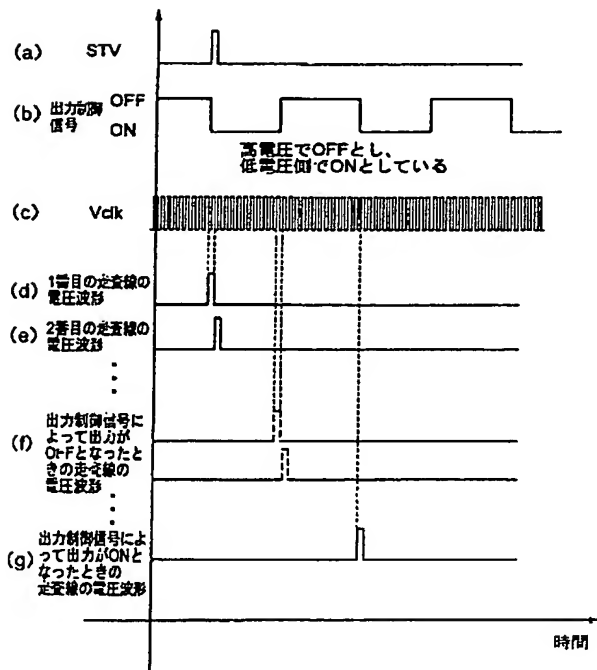 (a) STV
(b) 出力制御
信号
OFF
ON
高電圧でOFFとし、
低電圧側でONとしている
(c) Vclk
(d) 1番目の走査線の
電圧波形
(e) 2番目の走査線の
電圧波形
(f) 出力制御信号に
よって出力が
OFFとなったと
きの走査線の
電圧波形
(g) 出力制御信号によ
って出力がONと
なったときの
走査線の電圧波形
時間